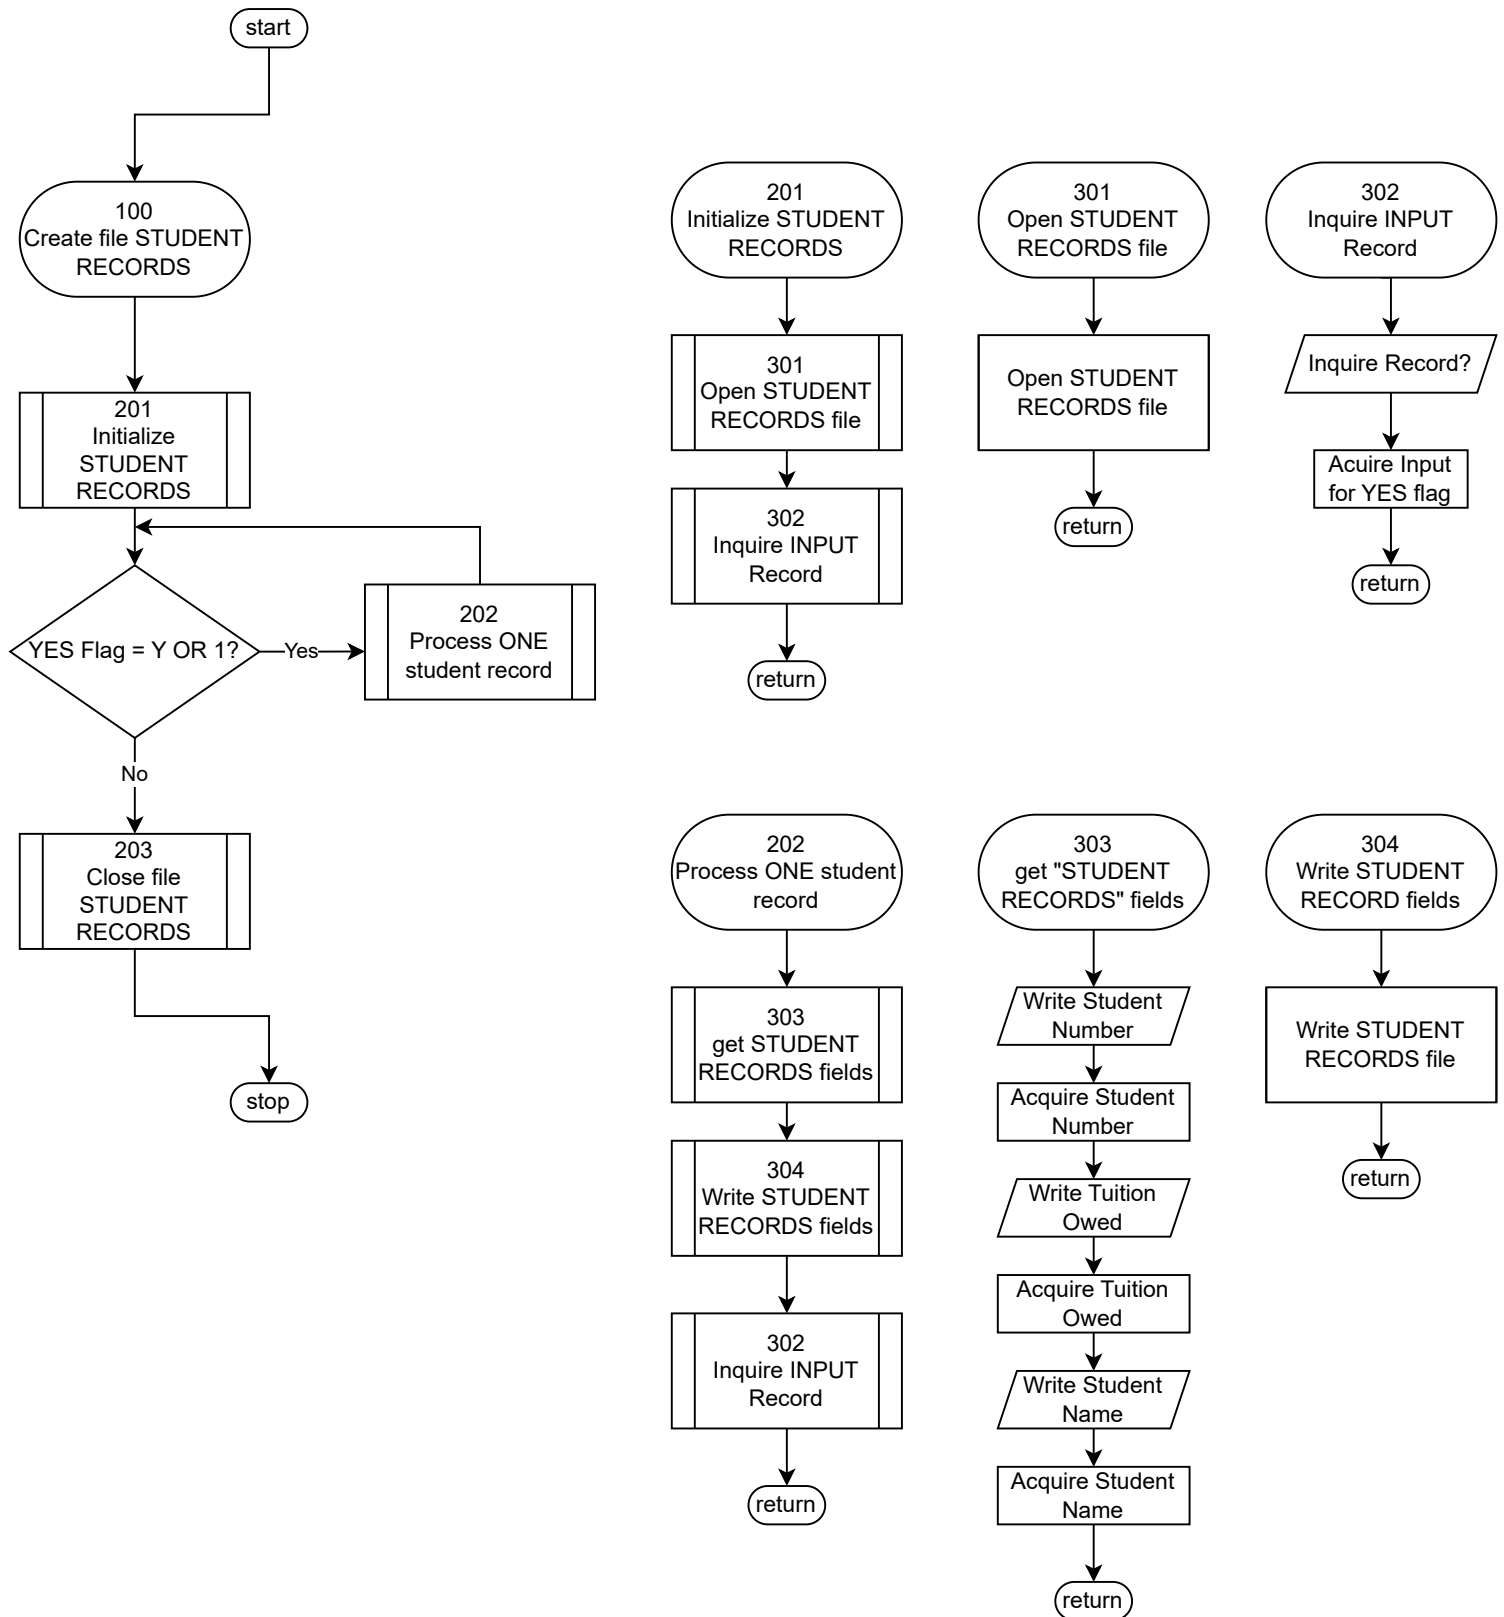 start
100
Create file STUDENT
RECORDS
201
Initialize
STUDENT
RECORDS
YES Flag = Y OR 1?
Yes
202
Process ONE
student record
No
203
Close file
STUDENT
RECORDS
stop
201
Initialize STUDENT
RECORDS
301
Open STUDENT
RECORDS file
302
Inquire INPUT
Record
return
301
Open STUDENT
RECORDS file
Open STUDENT
RECORDS file
return
302
Inquire INPUT
Record
Inquire Record?
Acuire Input
for YES flag
return
202
Process ONE student
record
303
get STUDENT
RECORDS fields
304
Write STUDENT
RECORDS fields
302
Inquire INPUT
Record
return
303
get "STUDENT
RECORDS" fields
Write Student
Number
Acquire Student
Number
Write Tuition
Owed
Acquire Tuition
Owed
Write Student
Name
Acquire Student
Name
return
304
Write STUDENT
RECORD fields
Write STUDENT
RECORDS file
return